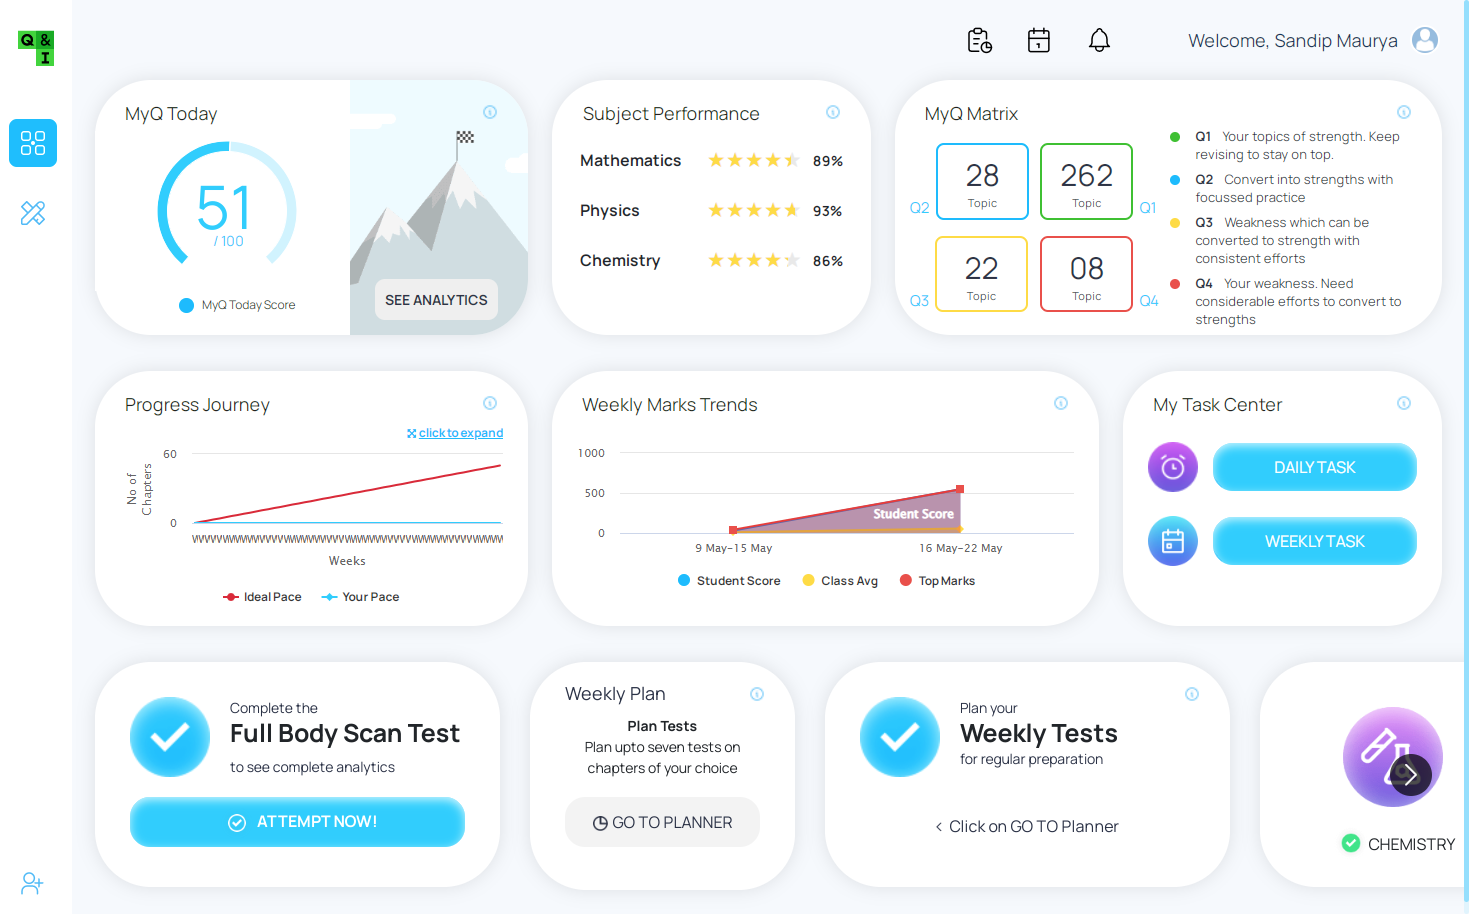 Q &
I
Welcome, Sandip Maurya
MyQ Today
51
/ 100
MyQ Today Score
SEE ANALYTICS
Subject Performance
Mathematics 89%
Physics 93%
Chemistry 86%
MyQ Matrix
28
Topic
Q2
262
Topic
Q1
22
Topic
Q3
08
Topic
Q4
Q1 Your topics of strength. Keep
revising to stay on top.
Q2 Convert into strengths with
focussed practice
Q3 Weakness which can be
converted to strength with
consistent efforts
Q4 Your weakness. Need
considerable efforts to convert to
strengths
Progress Journey
click to expand
No of
Chapters
60
0
Weeks
Ideal Pace Your Pace
Weekly Marks Trends
1000
500
0
Student Score
9 May-15 May 16 May-22 May
Student Score Class Avg Top Marks
My Task Center
DAILY TASK
WEEKLY TASK
Complete the
Full Body Scan Test
to see complete analytics
ATTEMPT NOW!
Weekly Plan
Plan Tests
Plan upto seven tests on
chapters of your choice
GO TO PLANNER
Plan your
Weekly Tests
for regular preparation
‹ Click on GO TO Planner
CHEMISTRY